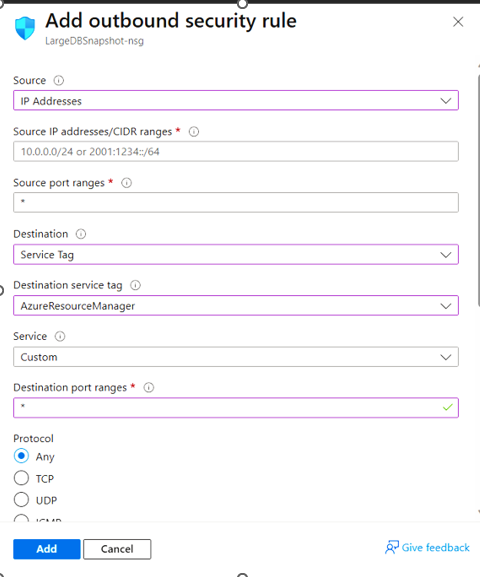 Add outbound security rule
LargeDBSnapshot-nsg
Source
IP Addresses
Source IP addresses/CIDR ranges *
10.0.0.0/24 or 2001:1234::/64
Source port ranges *
*
Destination
Service Tag
Destination service tag
AzureResourceManager
Service
Custom
Destination port ranges *
*
Protocol
Any
TCP
UDP
ICMP
Add Cancel Give feedback